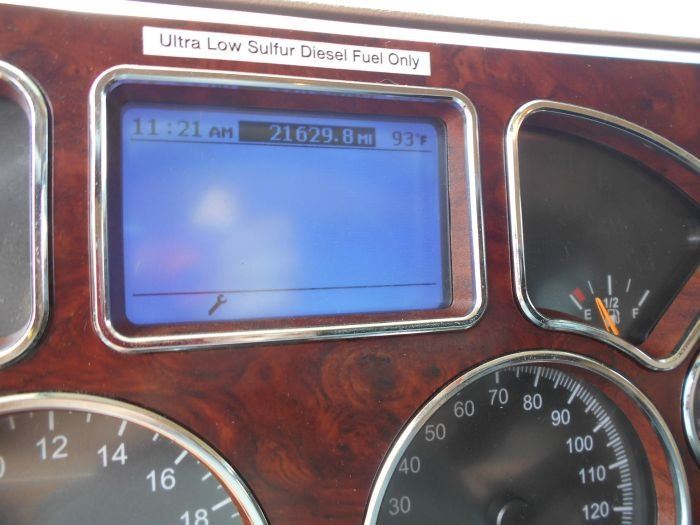 Ultra Low Sulfur Diesel Fuel Only
11:21 AM 21629.8 MI 93°F
E 1/2 F
12 14 16 18
30 40 50 60 70 80 90 100 110 120